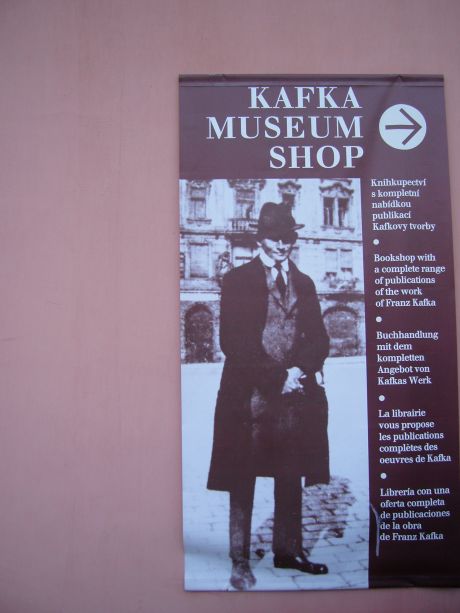 KAFKA
MUSEUM
SHOP
Knihkupectví
s kompletní
nabídkou
publikací
Kafkovy tvorby
Bookshop with
a complete range
of publications
of the work
of Franz Kafka
Buchhandlung
mit dem
kompletten
Angebot von
Kafkas Werk
La librairie
vous propose
les publications
complètes des
oeuvres de Kafka
Librería con una
oferta completa
de publicaciones
de la obra
de Franz Kafka